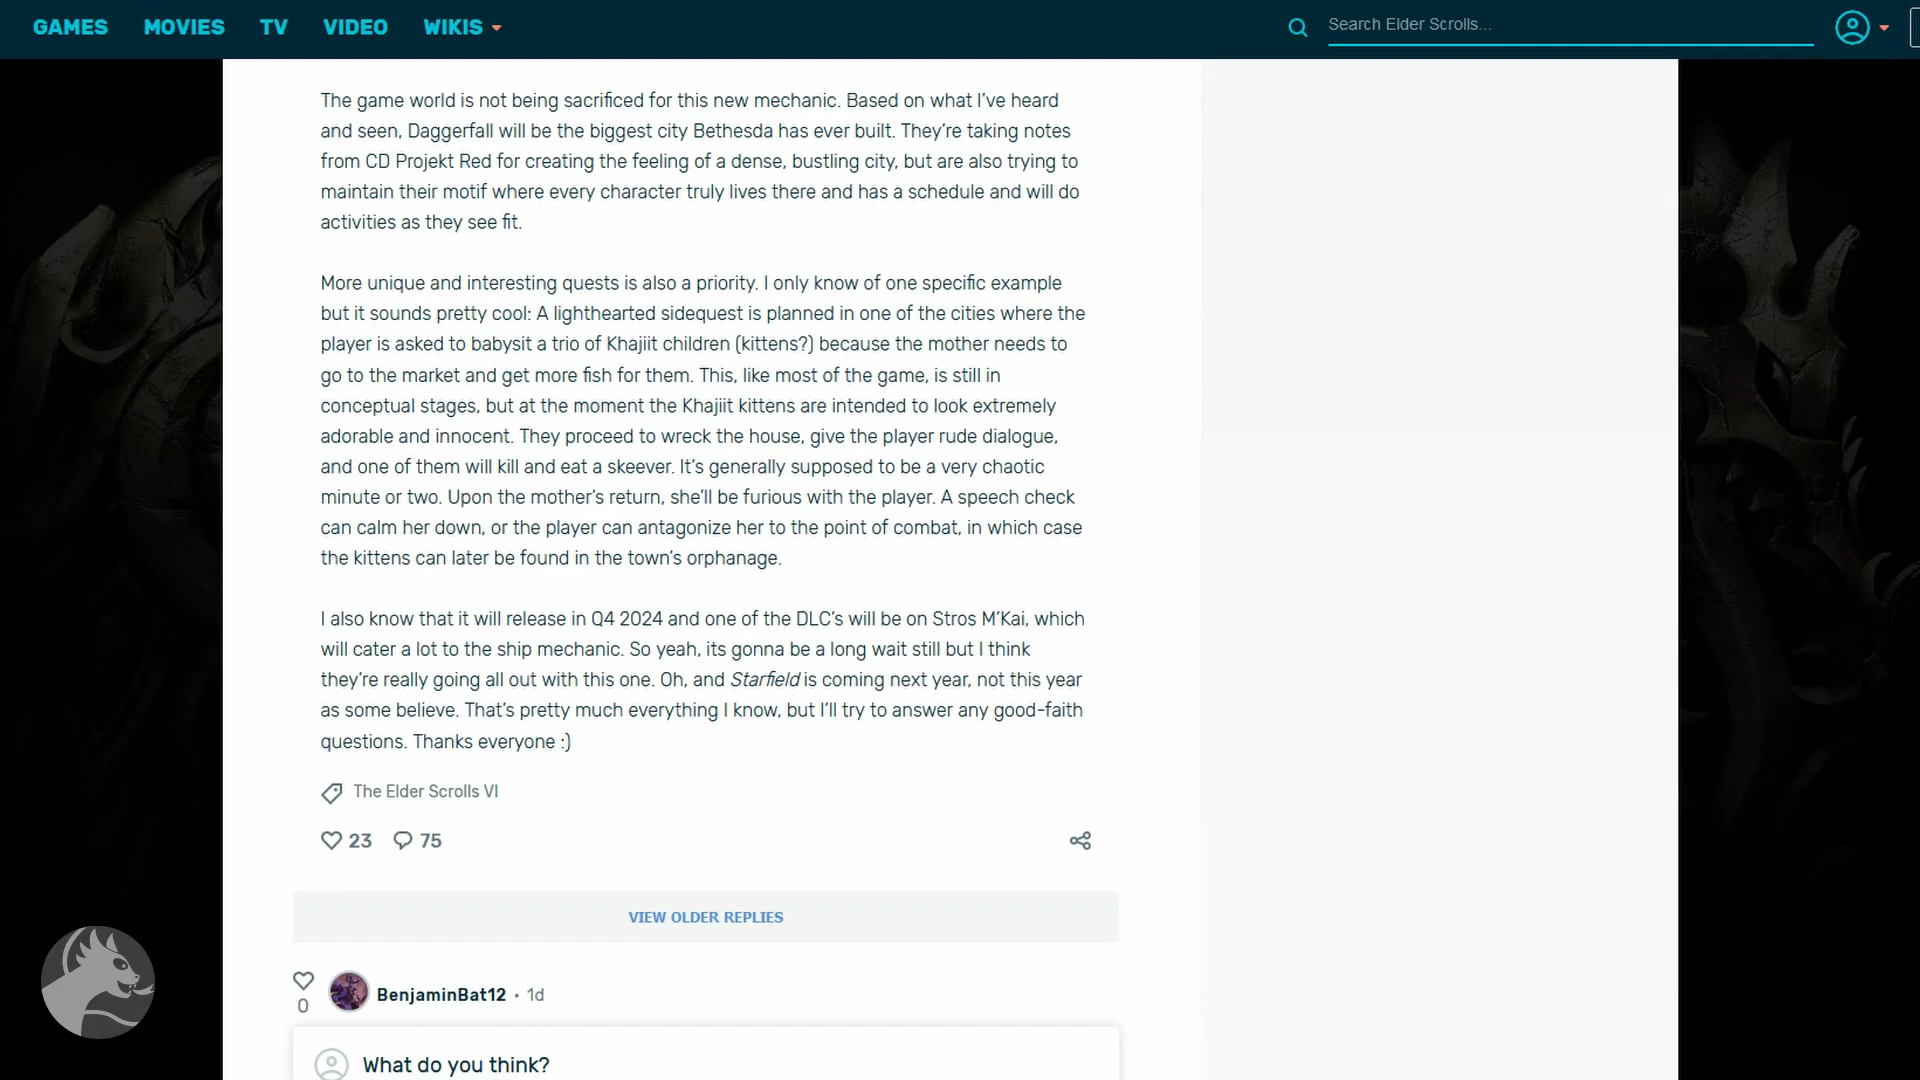 GAMES MOVIES TV VIDEO WIKIS Search Elder Scrolls...
The game world is not being sacrificed for this new mechanic. Based on what I've heard
and seen, Daggerfall will be the biggest city Bethesda has ever built. They're taking notes
from CD Projekt Red for creating the feeling of a dense, bustling city, but are also trying to
maintain their motif where every character truly lives there and has a schedule and will do
activities as they see fit.
More unique and interesting quests is also a priority. I only know of one specific example
but it sounds pretty cool: A lighthearted sidequest is planned in one of the cities where the
player is asked to babysit a trio of Khajiit children (kittens?) because the mother needs to
go to the market and get more fish for them. This, like most of the game, is still in
conceptual stages, but at the moment the Khajiit kittens are intended to look extremely
adorable and innocent. They proceed to wreck the house, give the player rude dialogue,
and one of them will kill and eat a skeever. It's generally supposed to be a very chaotic
minute or two. Upon the mother's return, she'll be furious with the player. A speech check
can calm her down, or the player can antagonize her to the point of combat, in which case
the kittens can later be found in the town's orphanage.
I also know that it will release in Q4 2024 and one of the DLC's will be on Stros M'Kai, which
will cater a lot to the ship mechanic. So yeah, its gonna be a long wait still but I think
they're really going all out with this one. Oh, and Starfield is coming next year, not this year
as some believe. That's pretty much everything I know, but I'll try to answer any good-faith
questions. Thanks everyone :)
The Elder Scrolls VI
23 75
VIEW OLDER REPLIES
BenjaminBat12 • 1d
0
What do you think?